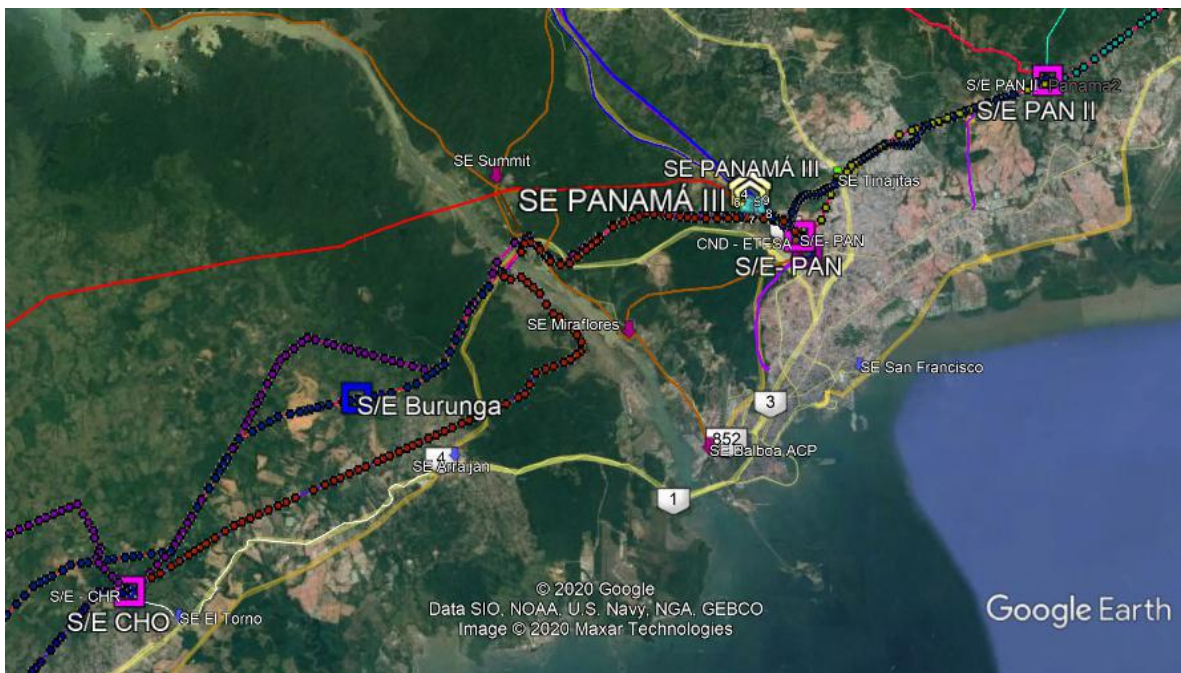 S/E PAN II Panama2
S/E PAN II
SE Summit
SE PANAMÁ III
SE Tinajitas
SE PANAMÁ III
CND - ETESA
S/E- PAN
S/E- PAN
SE Miraflores
SE San Francisco
3
S/E Burunga
852
SE Balboa ACP
4
SE Arraiján
1
S/E - CHR
S/E CHO
SE El Torno
© 2020 Google
Data SIO, NOAA, U.S. Navy, NGA, GEBCO
Image © 2020 Maxar Technologies
Google Earth